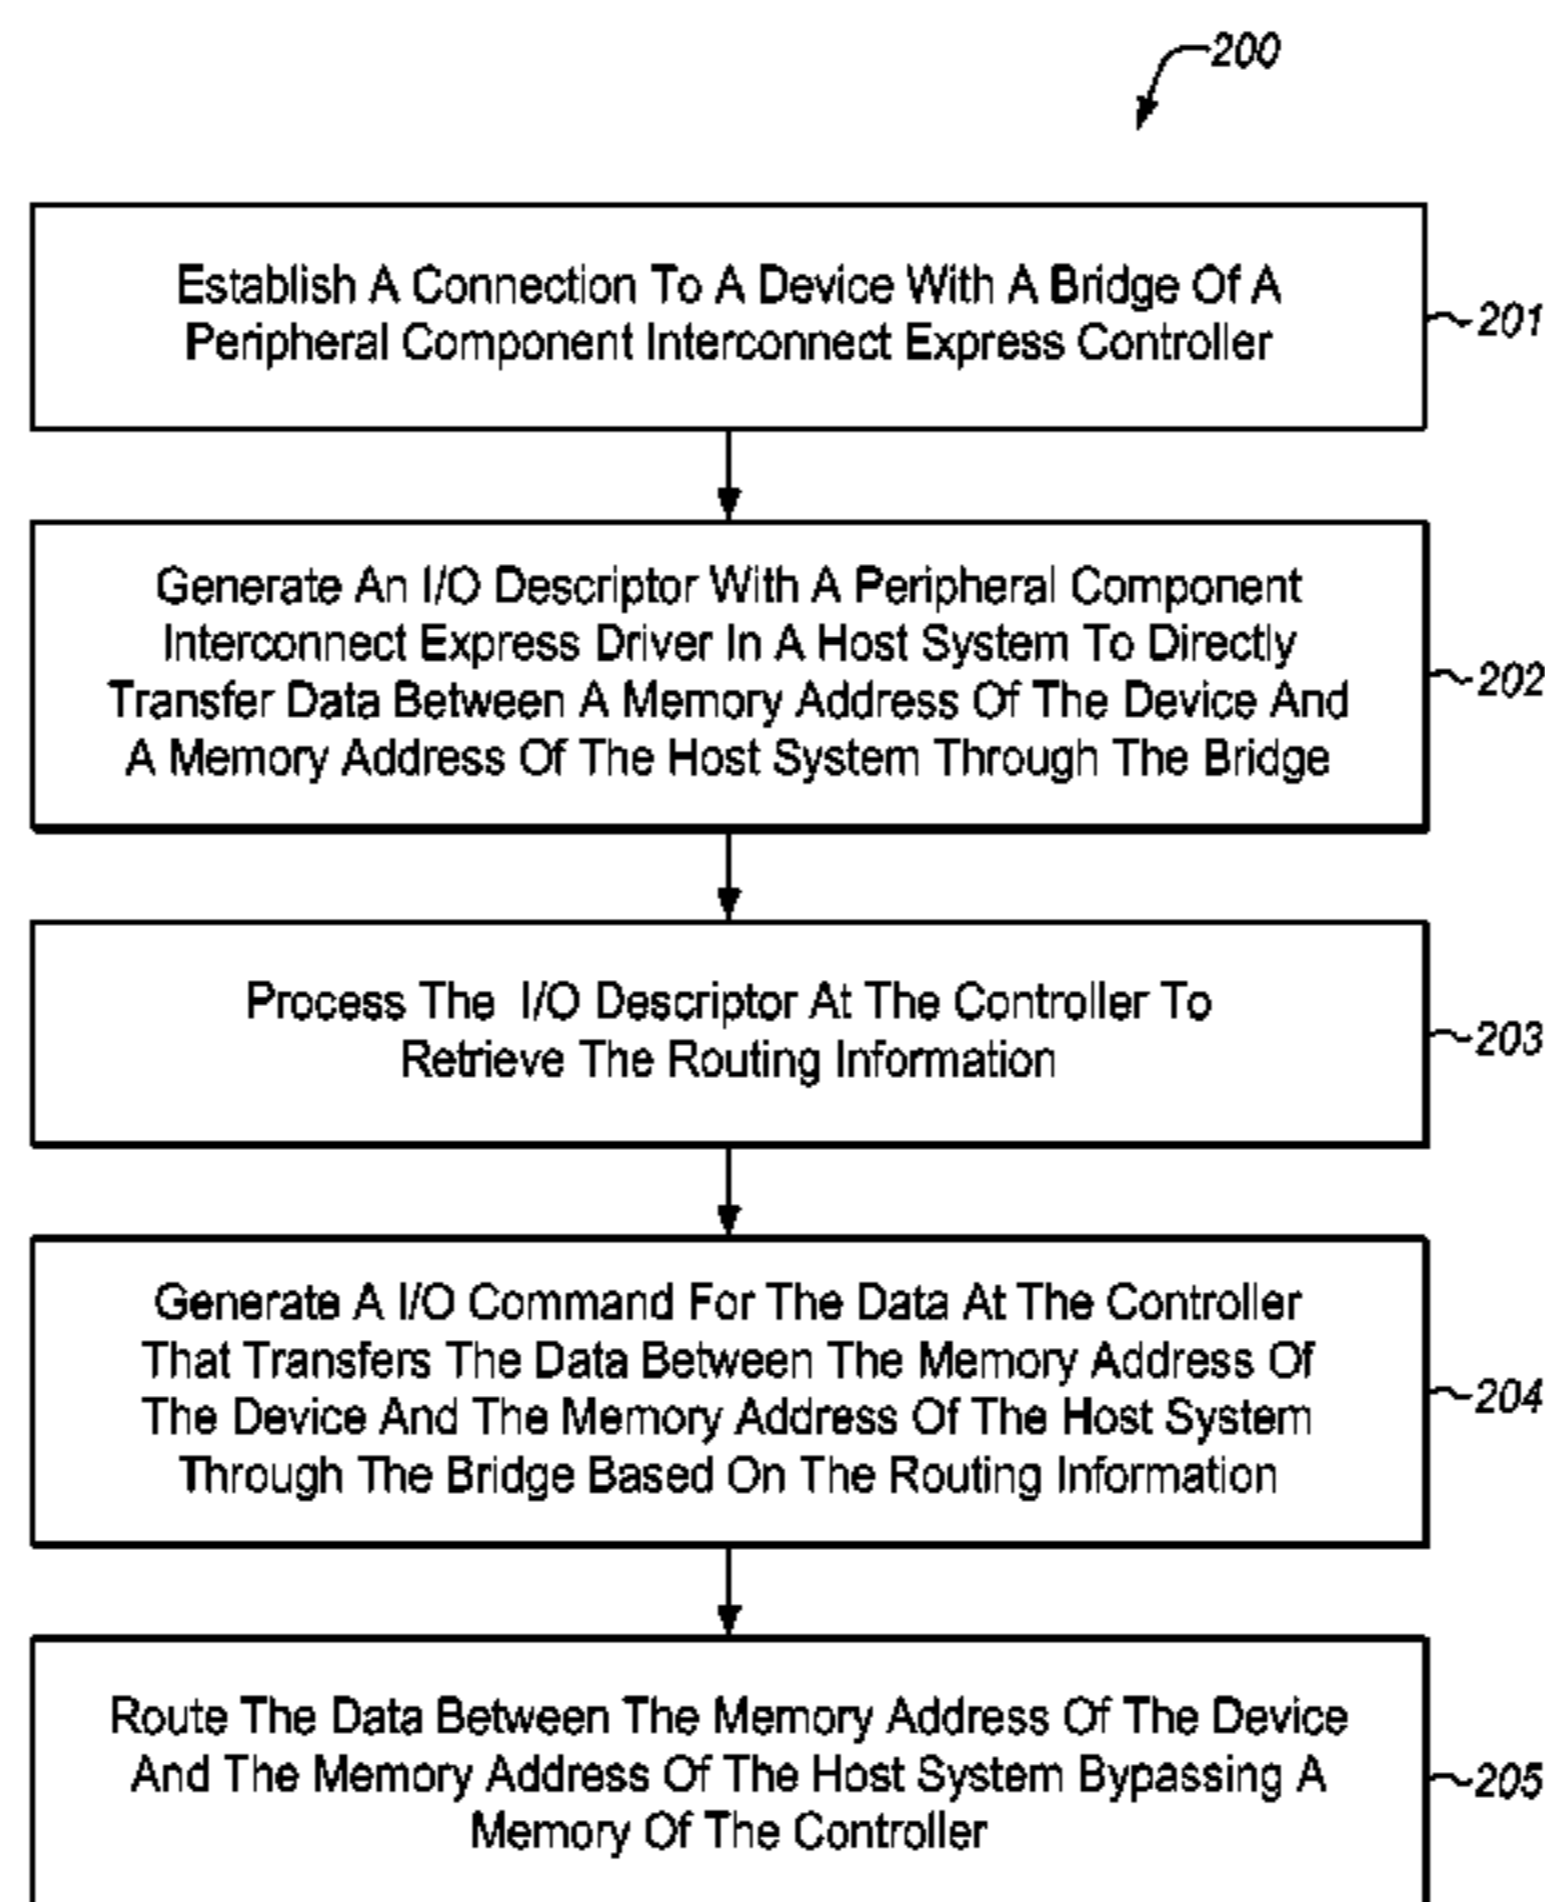 200
Establish A Connection To A Device With A Bridge Of A
Peripheral Component Interconnect Express Controller
201
Generate An I/O Descriptor With A Peripheral Component
Interconnect Express Driver In A Host System To Directly
Transfer Data Between A Memory Address Of The Device And
A Memory Address Of The Host System Through The Bridge
202
Process The I/O Descriptor At The Controller To
Retrieve The Routing Information
203
Generate A I/O Command For The Data At The Controller
That Transfers The Data Between The Memory Address Of
The Device And The Memory Address Of The Host System
Through The Bridge Based On The Routing Information
204
Route The Data Between The Memory Address Of The Device
And The Memory Address Of The Host System Bypassing A
Memory Of The Controller
205